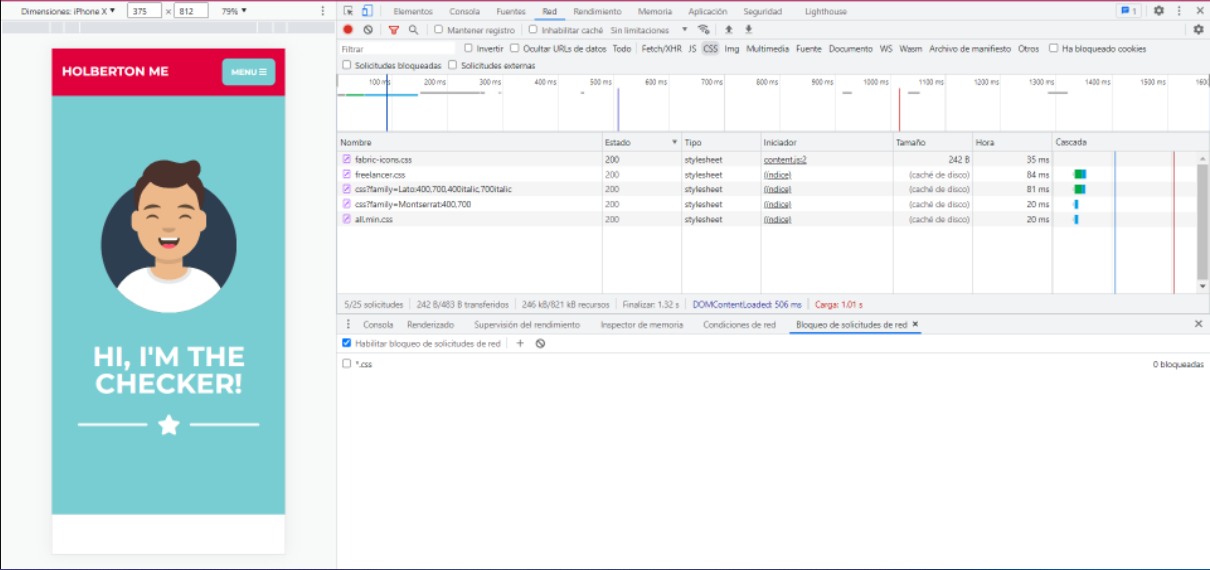 Dimensiones: iPhone X ▼ 375 × 812 79% ▼
Elementos Consola Fuentes Red Rendimiento Memoria Aplicación Seguridad Lighthouse 1
Mantener registro Inhabilitar caché Sin limitaciones ▼
Filtrar Invertir Ocultar URLs de datos Todo Fetch/XHR JS CSS Img Multimedia Fuente Documento WS Wasm Archivo de manifiesto Otros Ha bloqueado cookies
Solicitudes bloqueadas Solicitudes externas
100 ms 200 ms 300 ms 400 ms 500 ms 600 ms 700 ms 800 ms 900 ms 1000 ms 1100 ms 1200 ms 1300 ms 1400 ms 1500 ms
Nombre Estado ▼ Tipo Iniciador Tamaño Hora Cascada
fabric-icons.css 200 stylesheet content.js:2 242 B 35 ms
freelancer.css 200 stylesheet (índice) (caché de disco) 84 ms
css?family=Lato:400,700,400italic,700italic 200 stylesheet (índice) (caché de disco) 81 ms
css?family=Montserrat:400,700 200 stylesheet (índice) (caché de disco) 20 ms
all.min.css 200 stylesheet (índice) (caché de disco) 20 ms
5/25 solicitudes 242 B/483 B transferidos 246 kB/821 kB recursos Finalizar: 1.32 s DOMContentLoaded: 506 ms Carga: 1.01 s
Consola Renderizado Supervisión del rendimiento Inspector de memoria Condiciones de red Bloqueo de solicitudes de red
Habilitar bloqueo de solicitudes de red
*.css 0 bloqueadas
HOLBERTON ME
MENU
HI, I'M THE
CHECKER!